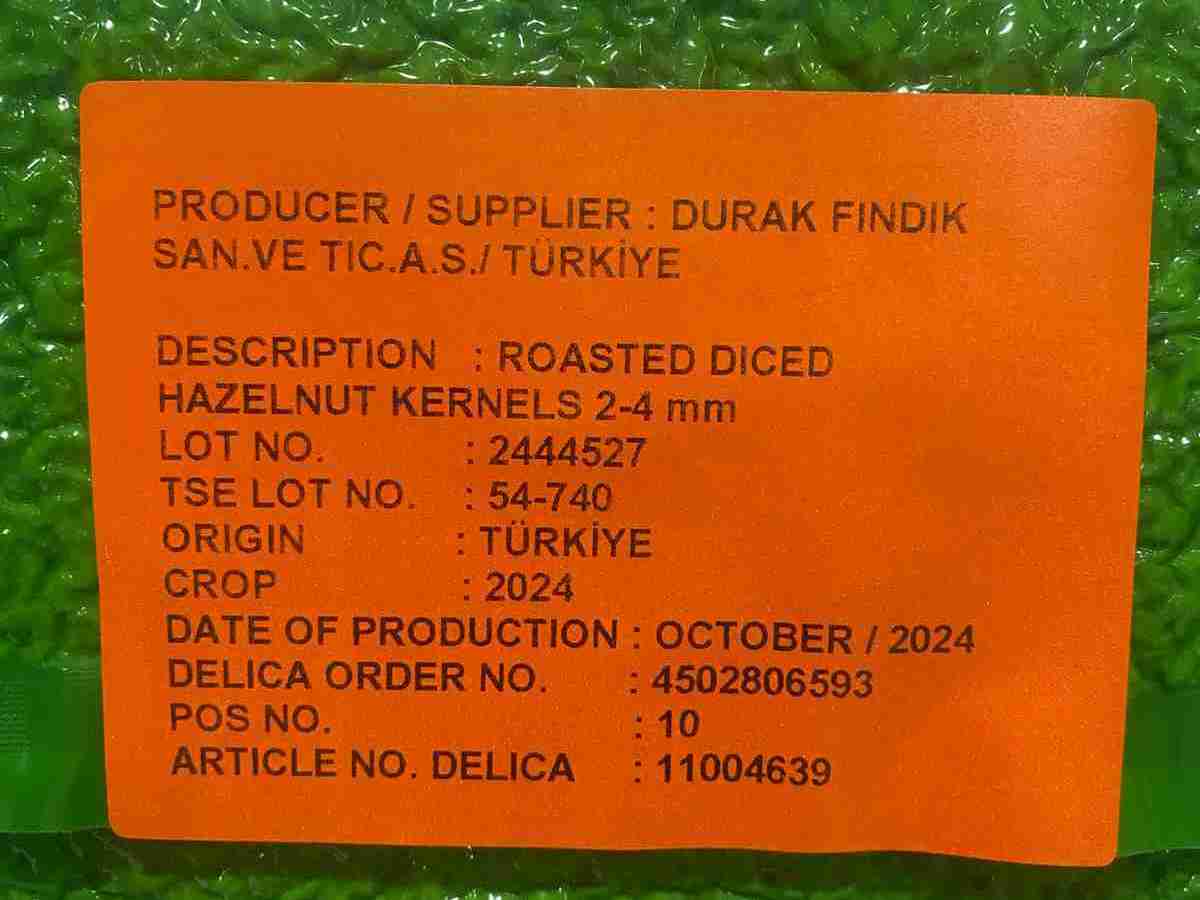 PRODUCER / SUPPLIER : DURAK FINDIK
SAN.VE TIC.A.S./ TÜRKİYE
DESCRIPTION : ROASTED DICED
HAZELNUT KERNELS 2-4 mm
LOT NO. : 2444527
TSE LOT NO. : 54-740
ORIGIN : TÜRKİYE
CROP : 2024
DATE OF PRODUCTION : OCTOBER / 2024
DELICA ORDER NO. : 4502806593
POS NO. : 10
ARTICLE NO. DELICA : 11004639